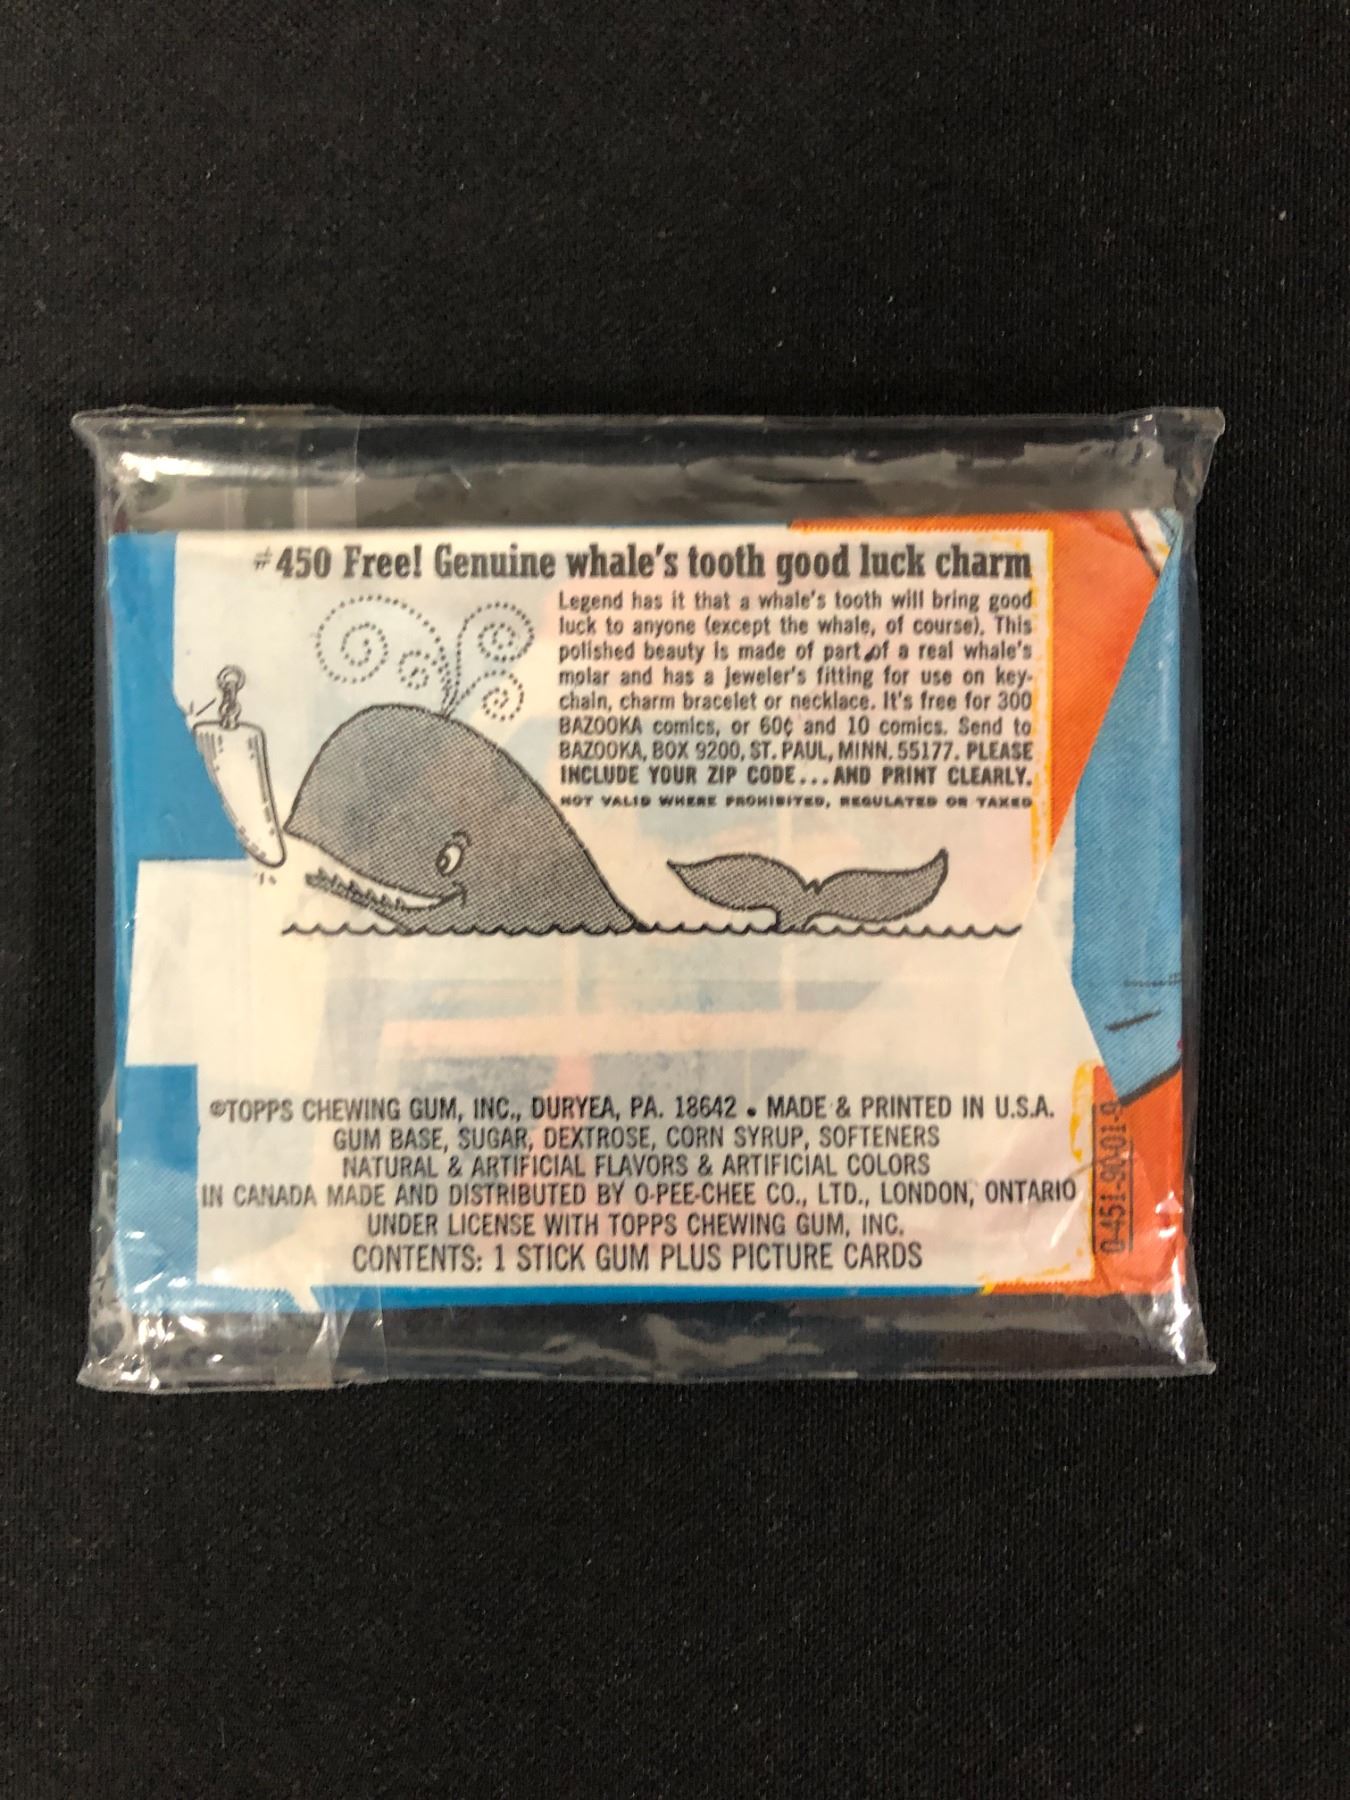 #450 Free! Genuine whale's tooth good luck charm
Legend has it that a whale's tooth will bring good
luck to anyone (except the whale, of course). This
polished beauty is made of part of a real whale's
molar and has a jeweler's fitting for use on key-
chain, charm bracelet or necklace. It's free for 300
BAZOOKA comics, or 60¢ and 10 comics. Send to
BAZOOKA, BOX 9200, ST. PAUL, MINN. 55177. PLEASE
INCLUDE YOUR ZIP CODE... AND PRINT CLEARLY.
NOT VALID WHERE PROHIBITED, REGULATED OR TAXED
©TOPPS CHEWING GUM, INC., DURYEA, PA. 18642 • MADE & PRINTED IN U.S.A.
GUM BASE, SUGAR, DEXTROSE, CORN SYRUP, SOFTENERS
NATURAL & ARTIFICIAL FLAVORS & ARTIFICIAL COLORS
IN CANADA MADE AND DISTRIBUTED BY O-PEE-CHEE CO., LTD., LONDON, ONTARIO
UNDER LICENSE WITH TOPPS CHEWING GUM, INC.
CONTENTS: 1 STICK GUM PLUS PICTURE CARDS
0-451-90-01-9